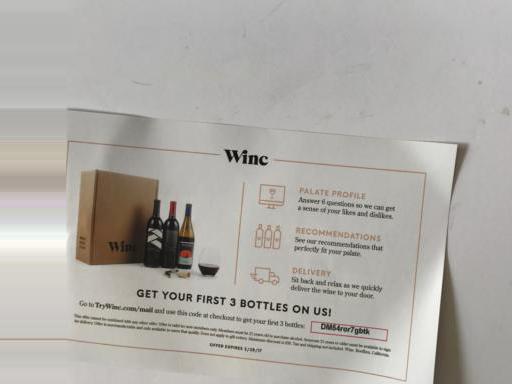 Winc
PALATE PROFILE
Answer 6 questions so we can get
a sense of your likes and dislikes.
Winc
RECOMMENDATIONS
See our recommendations that
perfectly fit your palate.
DELIVERY
Sit back and relax as we quickly
deliver the wine to your door.
GET YOUR FIRST 3 BOTTLES ON US!
Go to TryWinc.com/mail and use this code at checkout to get your first 3 bottles:
OFFER EXPIRES